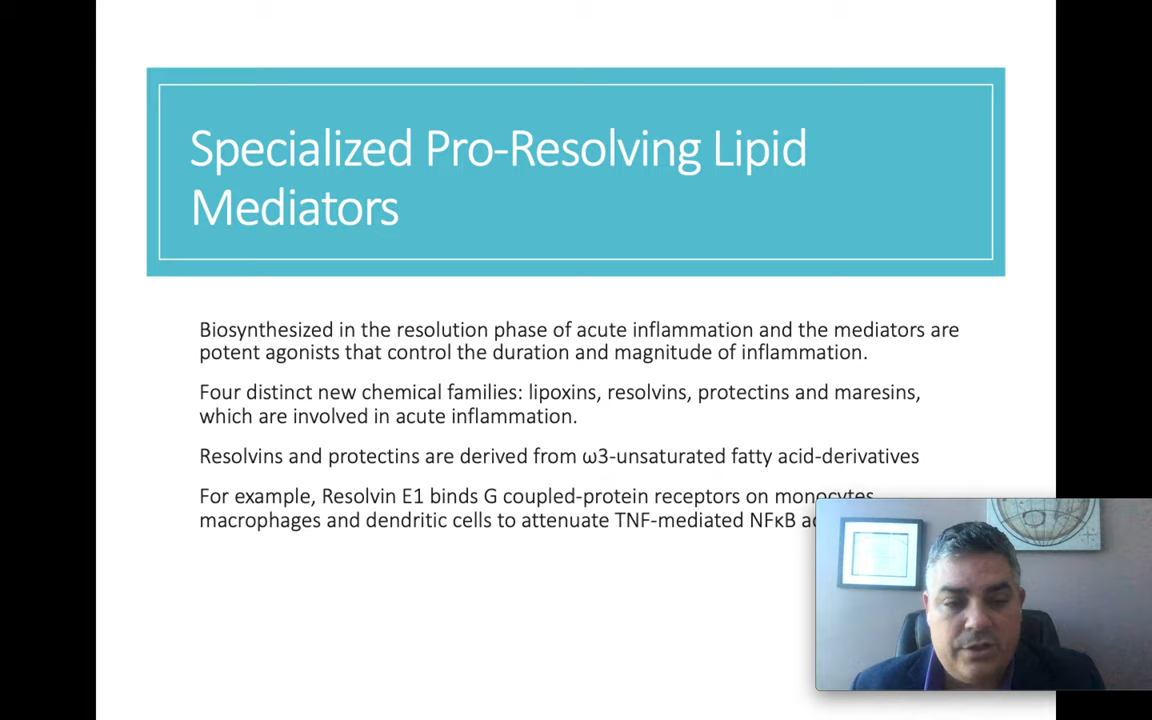 Specialized Pro-Resolving Lipid
Mediators
Biosynthesized in the resolution phase of acute inflammation and the mediators are
potent agonists that control the duration and magnitude of inflammation.
Four distinct new chemical families: lipoxins, resolvins, protectins and maresins,
which are involved in acute inflammation.
Resolvins and protectins are derived from ω3-unsaturated fatty acid-derivatives
For example, Resolvin E1 binds G coupled-protein receptors on monocytes
macrophages and dendritic cells to attenuate TNF-mediated NFκB